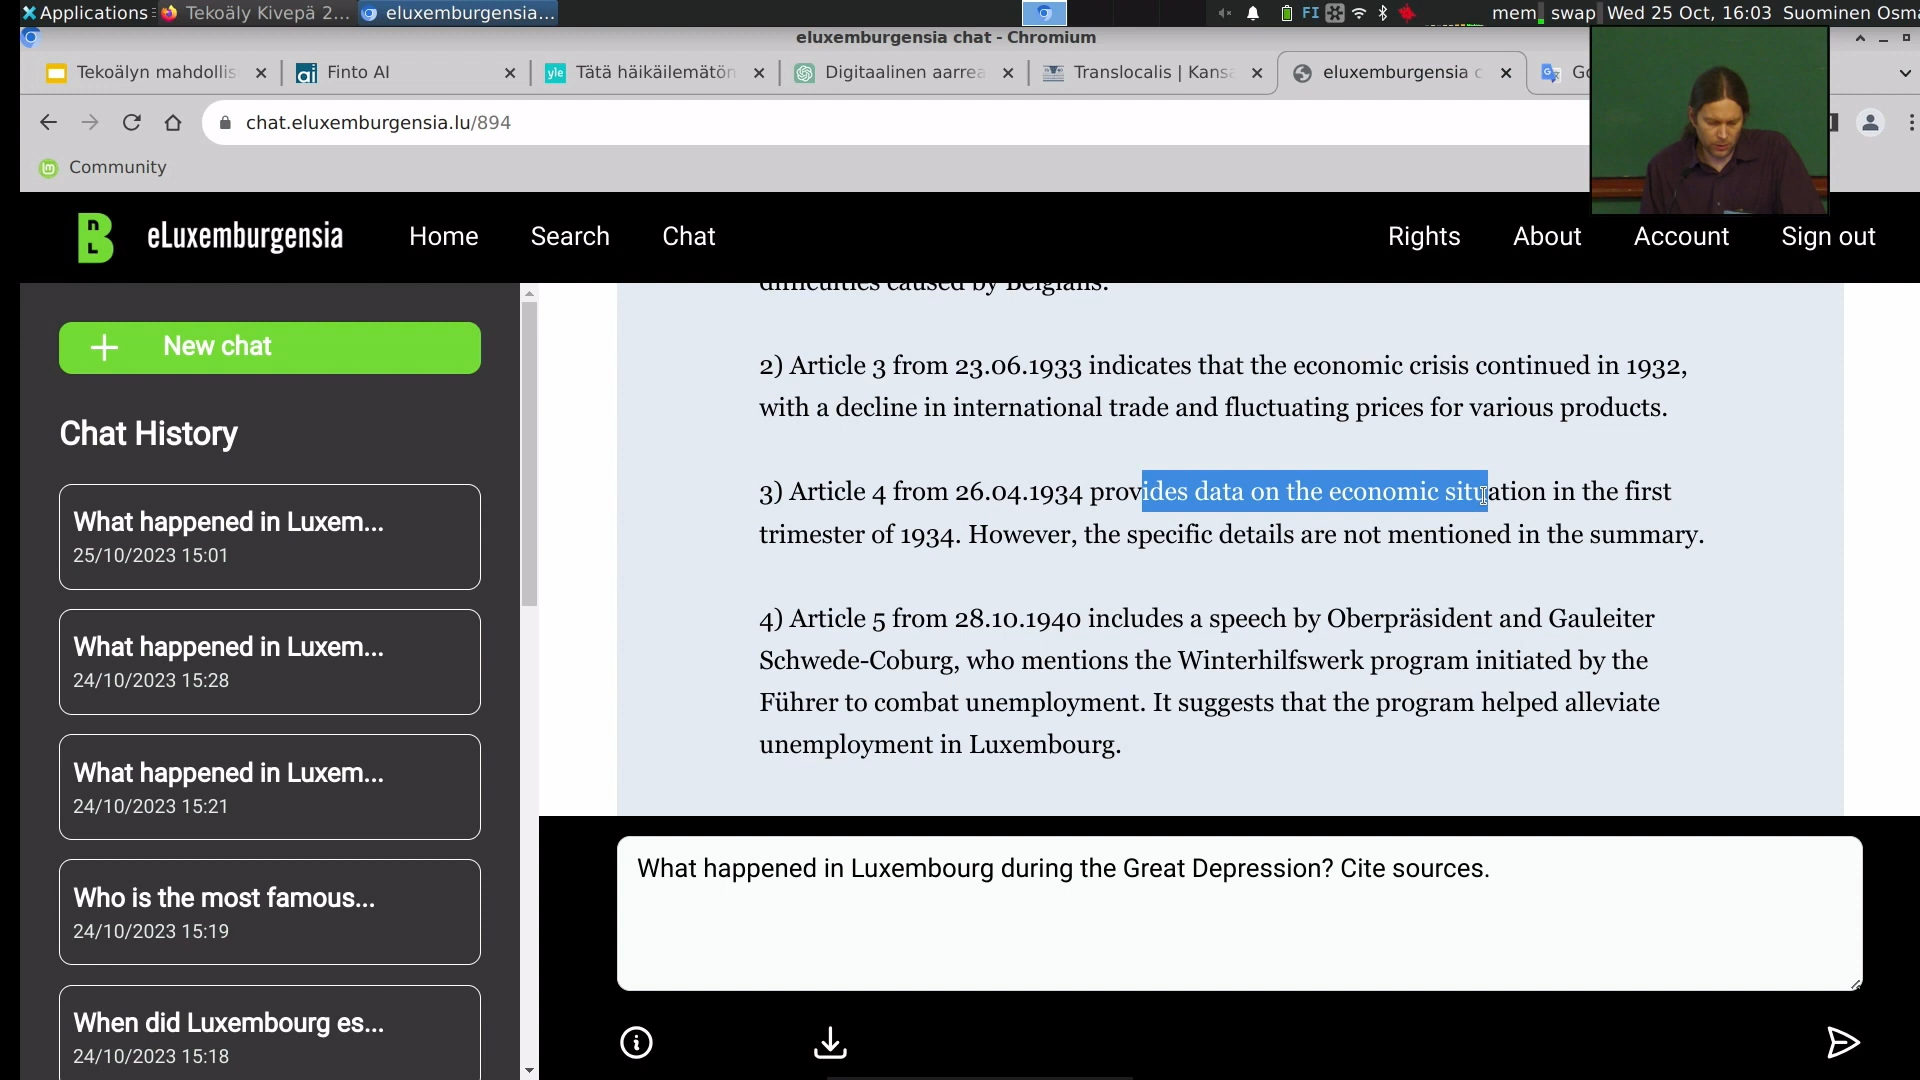 Applications
Tekoäly Kivepä 2...
eluxemburgensia...
FI
mem
swap
Wed 25 Oct, 16:03
Suominen Osma
eluxemburgensia chat - Chromium
Tekoälyn mahdollis
Finto AI
Tätä häikäilemätön
Digitaalinen aarrea
Translocalis | Kansa
eluxemburgensia c
Go
chat.eluxemburgensia.lu/894
Community
eLuxemburgensia
Home
Search
Chat
Rights
About
Account
Sign out
New chat
Chat History
What happened in Luxem...
25/10/2023 15:01
What happened in Luxem...
24/10/2023 15:28
What happened in Luxem...
24/10/2023 15:21
Who is the most famous...
24/10/2023 15:19
When did Luxembourg es...
24/10/2023 15:18
difficulties caused by Belgians.
2) Article 3 from 23.06.1933 indicates that the economic crisis continued in 1932,
with a decline in international trade and fluctuating prices for various products.
3) Article 4 from 26.04.1934 provides data on the economic situation in the first
trimester of 1934. However, the specific details are not mentioned in the summary.
4) Article 5 from 28.10.1940 includes a speech by Oberpräsident and Gauleiter
Schwede-Coburg, who mentions the Winterhilfswerk program initiated by the
Führer to combat unemployment. It suggests that the program helped alleviate
unemployment in Luxembourg.
What happened in Luxembourg during the Great Depression? Cite sources.